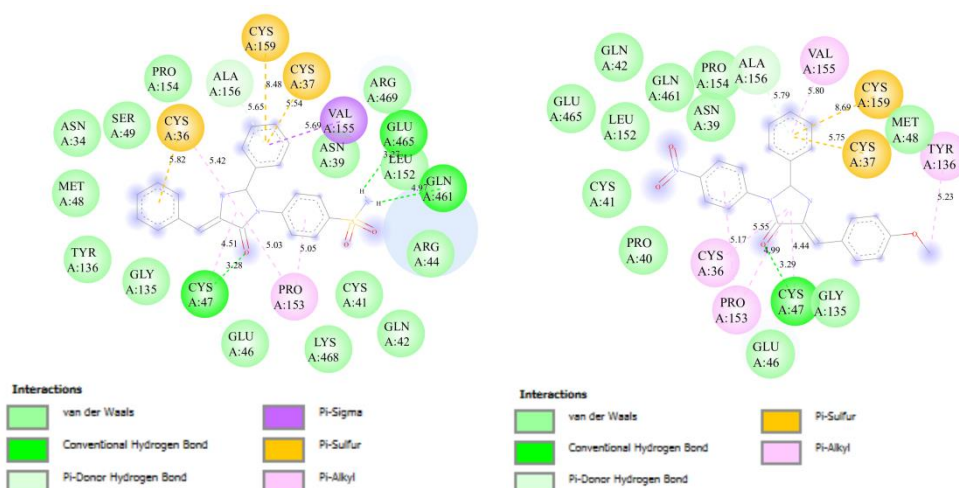 CYS
A:159
CYS
A:37
PRO
A:154
ALA
A:156
ARG
A:469
8.48
5.54
5.65
5.69
VAL
A:155
GLU
A:465
3.27
SER
A:49
CYS
A:36
ASN
A:34
ASN
A:39
LEU
A:152
5.82
5.42
GLN
A:461
4.97
H
H
MET
A:48
S
O
O
N
O
TYR
A:136
4.51
5.03
5.05
ARG
A:44
GLY
A:135
3.28
CYS
A:47
PRO
A:153
CYS
A:41
GLU
A:46
LYS
A:468
GLN
A:42
Interactions
van der Waals
Conventional Hydrogen Bond
Pi-Donor Hydrogen Bond
Pi-Sigma
Pi-Sulfur
Pi-Alkyl
GLN
A:42
GLN
A:461
PRO
A:154
ALA
A:156
VAL
A:155
GLU
A:465
LEU
A:152
ASN
A:39
5.79
5.80
8.69
CYS
A:159
MET
A:48
5.75
CYS
A:37
TYR
A:136
5.23
CYS
A:41
PRO
A:40
5.17
5.55
4.99
4.44
3.29
CYS
A:36
PRO
A:153
CYS
A:47
GLY
A:135
GLU
A:46
Interactions
van der Waals
Conventional Hydrogen Bond
Pi-Donor Hydrogen Bond
Pi-Sulfur
Pi-Alkyl